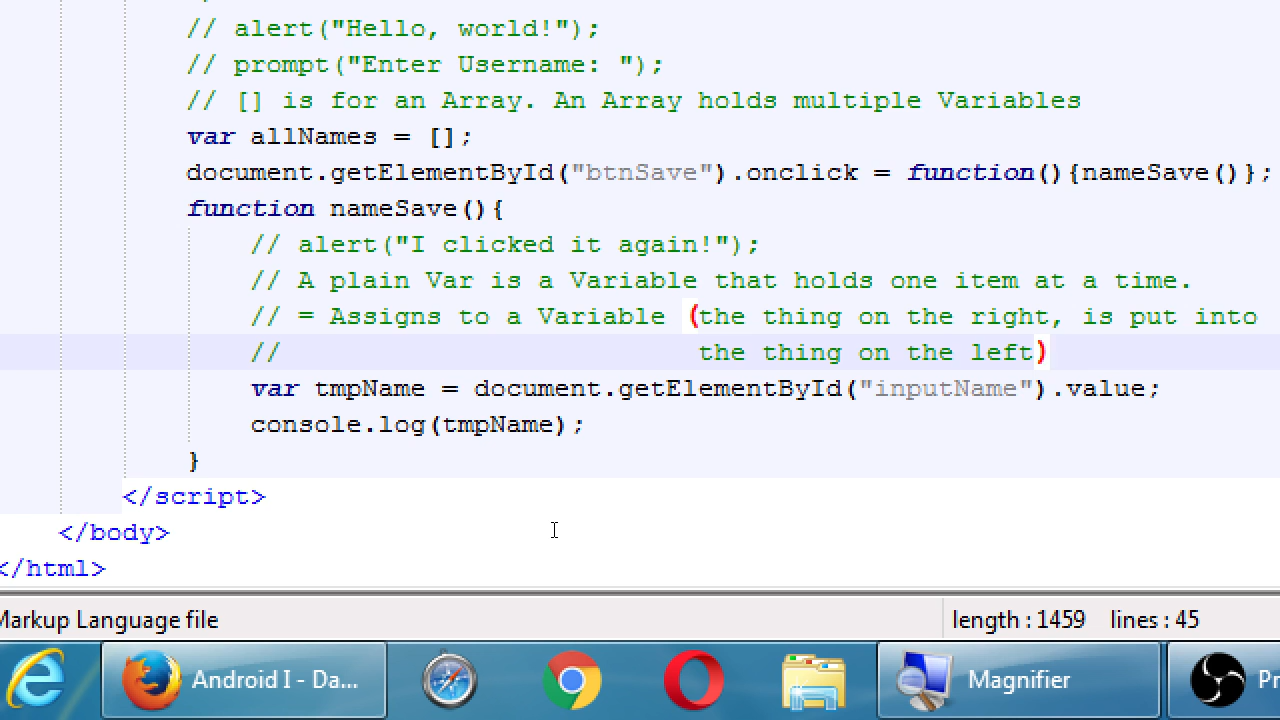 // alert("Hello, world!");
// prompt("Enter Username: ");
// [] is for an Array. An Array holds multiple Variables
var allNames = [];
document.getElementById("btnSave").onclick = function(){nameSave()};
function nameSave(){
// alert("I clicked it again!");
// A plain Var is a Variable that holds one item at a time.
// = Assigns to a Variable (the thing on the right, is put into
// the thing on the left)
var tmpName = document.getElementById("inputName").value;
console.log(tmpName);
}
</script>
</body>
</html>
Markup Language file length : 1459 lines : 45
Android I - Da... Magnifier